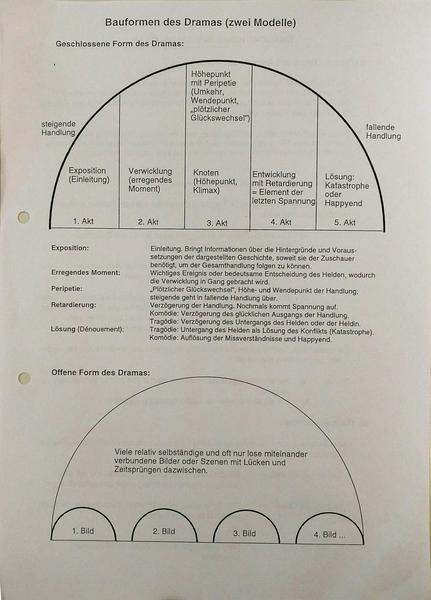 Bauformen des Dramas (zwei Modelle)
Geschlossene Form des Dramas:
steigende
Handlung
Höhepunkt
mit Peripetie
(Umkehr,
Wendepunkt,
„plötzlicher
Glückswechsel“)
fallende
Handlung
Exposition
(Einleitung)
1. Akt
Verwicklung
(erregendes
Moment)
2. Akt
Knoten
(Höhepunkt,
Klimax)
3. Akt
Entwicklung
mit Retardierung
= Element der
letzten Spannung
4. Akt
Lösung:
Katastrophe
oder
Happyend
5. Akt
Exposition: Einleitung. Bringt Informationen über die Hintergründe und Voraus-
setzungen der dargestellten Geschichte, soweit sie der Zuschauer
benötigt, um der Gesamthandlung folgen zu können.
Erregendes Moment: Wichtiges Ereignis oder bedeutsame Entscheidung des Helden, wodurch
die Verwicklung in Gang gebracht wird.
Peripetie: „Plötzlicher Glückswechsel“, Höhe- und Wendepunkt der Handlung;
steigende geht in fallende Handlung über.
Retardierung: Verzögerung der Handlung. Nochmals kommt Spannung auf.
Komödie: Verzögerung des glücklichen Ausgangs der Handlung.
Tragödie: Verzögerung des Untergangs des Helden oder der Heldin.
Lösung (Dénouement): Tragödie: Untergang des Helden als Lösung des Konflikts (Katastrophe).
Komödie: Auflösung der Missverständnisse und Happyend.
Offene Form des Dramas:
Viele relativ selbständige und oft nur lose miteinander
verbundene Bilder oder Szenen mit Lücken und
Zeitsprüngen dazwischen.
1. Bild
2. Bild
3. Bild
4. Bild ...